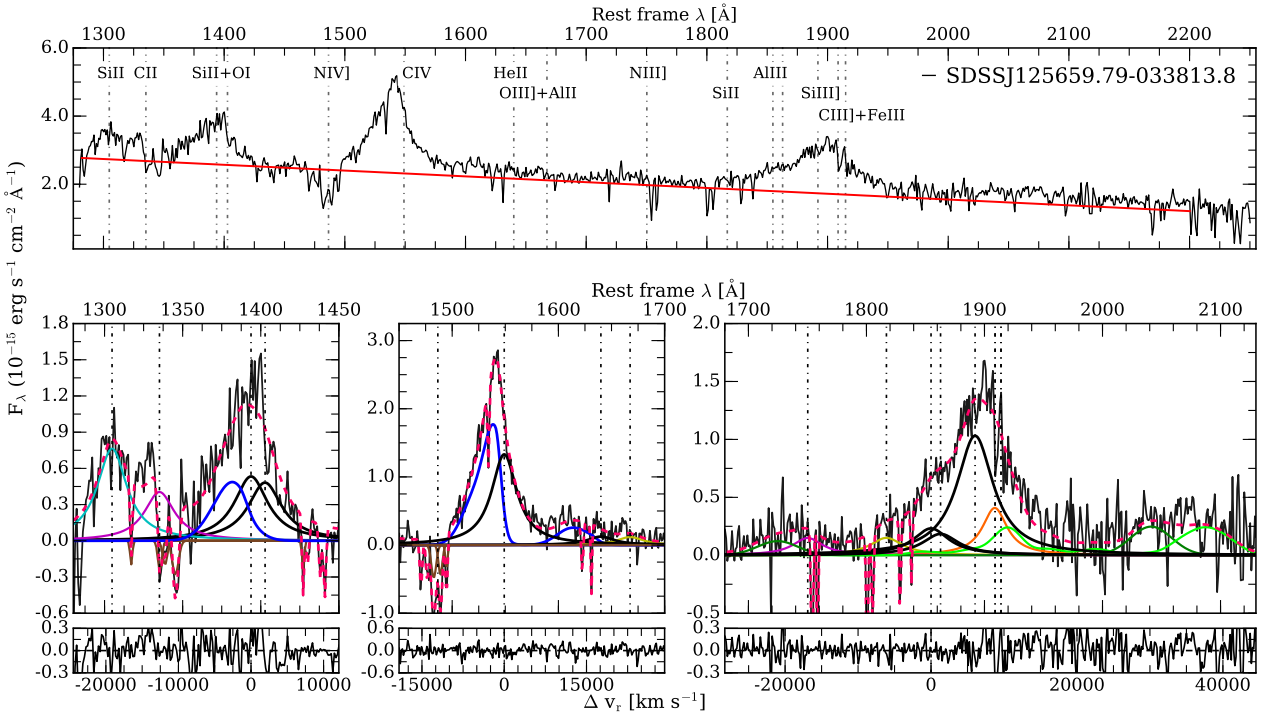 Rest frame λ [Å]
1300 1400 1500 1600 1700 1800 1900 2000 2100 2200
6.0
4.0
2.0
SiII CII SiII+OI NIV] CIV HeII NIII] AlIII
OIII]+AlII SiII SiIII]
CIII]+FeIII
— SDSSJ125659.79-033813.8
F_λ (10⁻¹⁵ erg s⁻¹ cm⁻² Å⁻¹)
Rest frame λ [Å]
1300 1350 1400 1450
1.8
1.5
1.2
0.9
0.6
0.3
0.0
-0.3
-0.6
0.3
0.0
-0.3
-20000 -10000 0 10000
1500 1600 1700
3.0
2.0
1.0
0.0
-1.0
0.6
0.0
-0.6
-15000 0 15000
1700 1800 1900 2000 2100
2.0
1.5
1.0
0.5
0.0
-0.5
0.3
0.0
-0.3
-20000 0 20000 40000
Δ vᵣ [km s⁻¹]